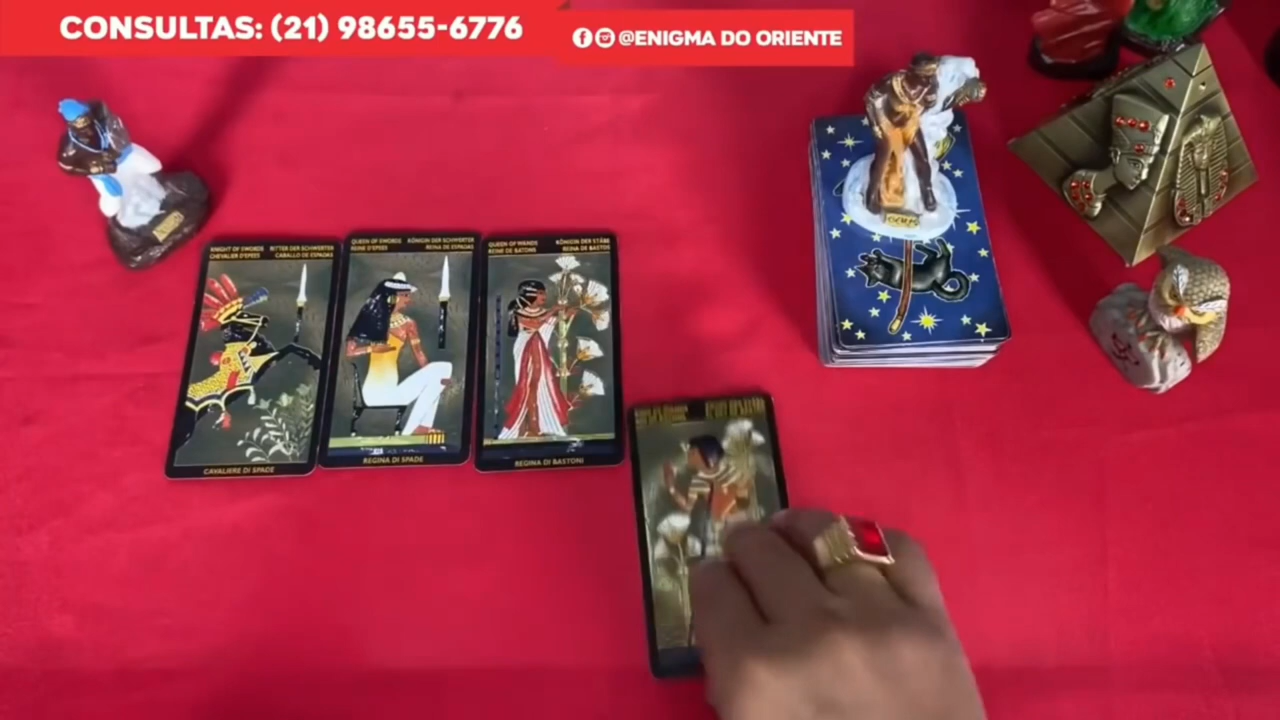 CONSULTAS: (21) 98655-6776
@ENIGMA DO ORIENTE
KNIGHT OF SWORDS RITTER DER SCHWERTER
CHEVALIER D'EPEES CABALLO DE ESPADAS
CAVALIERE DI SPADE
QUEEN OF SWORDS KÖNIGIN DER SCHWERTER
REINE D'EPEES REINA DE ESPADAS
REGINA DI SPADE
QUEEN OF WANDS KÖNIGIN DER STÄBE
REINE DE BATONS REINA DE BASTOS
REGINA DI BASTONI